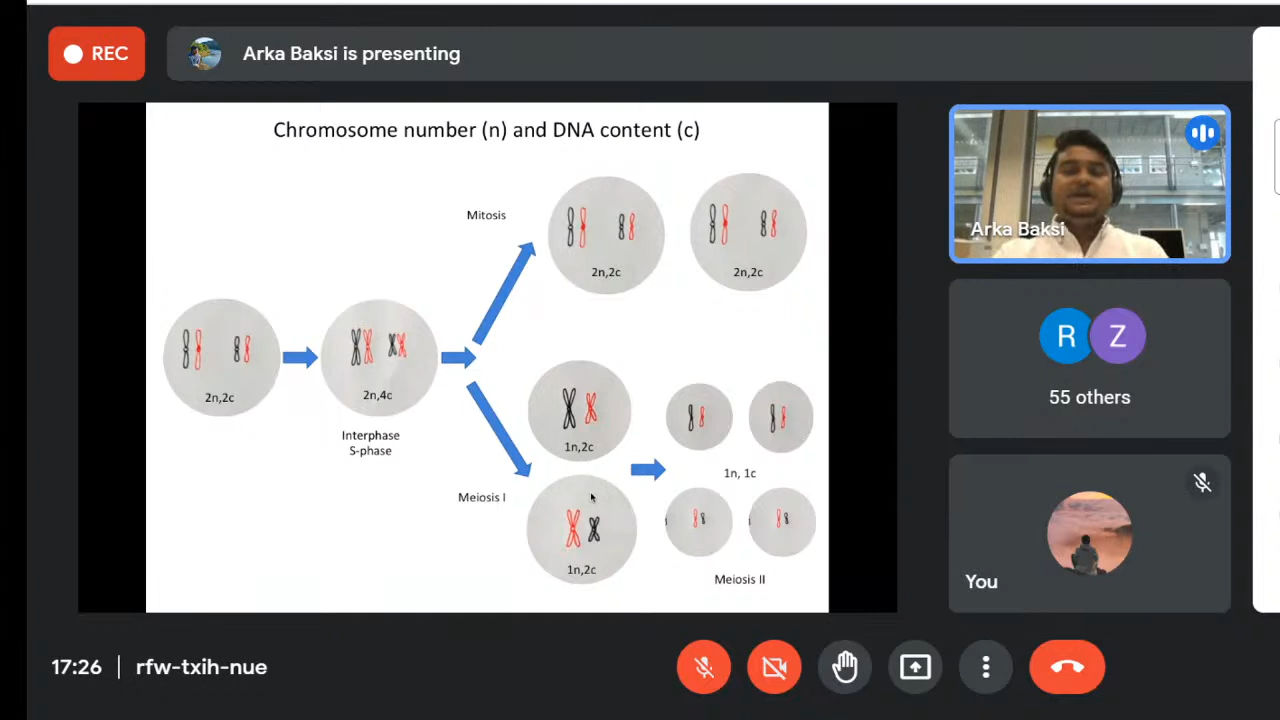 REC
Arka Baksi is presenting
Chromosome number (n) and DNA content (c)
Mitosis
2n,2c
2n,2c
2n,2c
2n,4c
Interphase
S-phase
1n,2c
Meiosis I
1n,2c
1n, 1c
Meiosis II
Arka Baksi
R
Z
55 others
You
17:26 | rfw-txih-nue